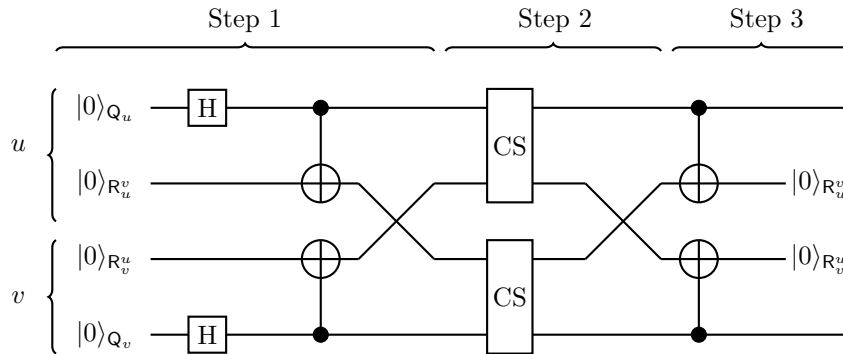 Step 1 Step 2 Step 3
|0⟩Q_u H
u CS
|0⟩R_u^v |0⟩R_u^v
|0⟩R_v^u |0⟩R_v^u
v CS
|0⟩Q_v H